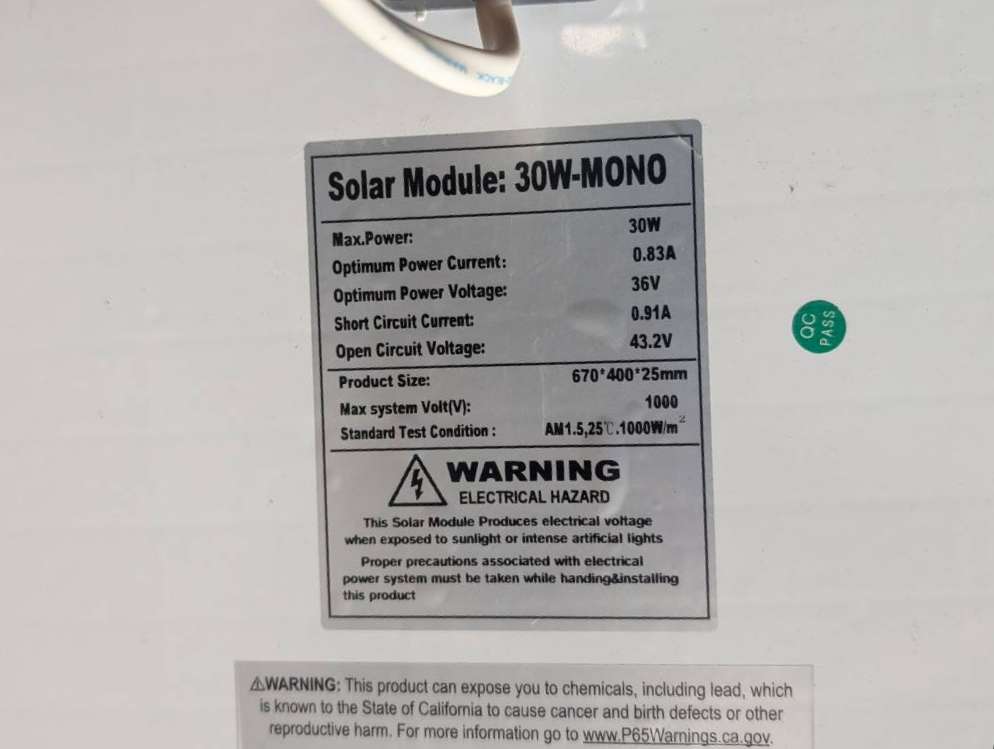 Solar Module: 30W-MONO
Max.Power: 30W
Optimum Power Current: 0.83A
Optimum Power Voltage: 36V
Short Circuit Current: 0.91A
Open Circuit Voltage: 43.2V
Product Size: 670*400*25mm
Max system Volt(V): 1000
Standard Test Condition : AM1.5,25℃.1000W/m²
WARNING
ELECTRICAL HAZARD
This Solar Module Produces electrical voltage
when exposed to sunlight or intense artificial lights
Proper precautions associated with electrical
power system must be taken while handing&installing
this product
QC
PASS
⚠WARNING: This product can expose you to chemicals, including lead, which
is known to the State of California to cause cancer and birth defects or other
reproductive harm. For more information go to www.P65Warnings.ca.gov.